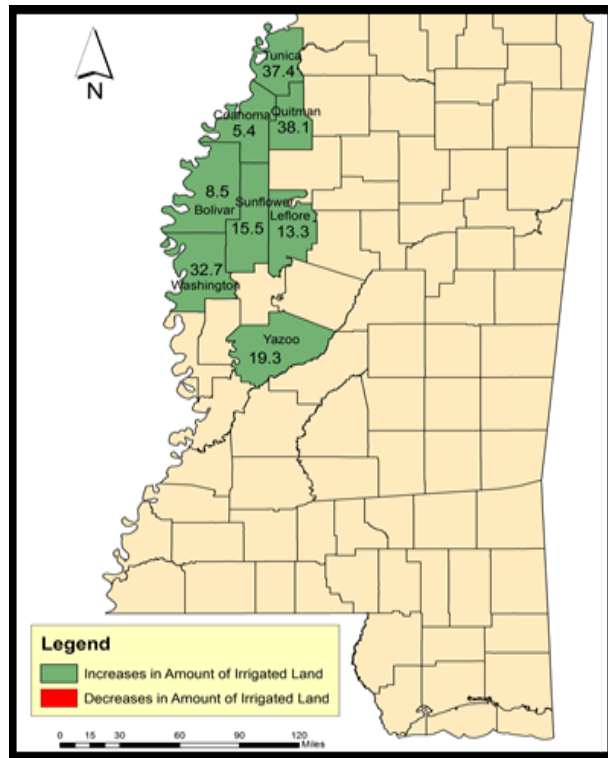 N
Tunica
37.4
Coahoma
5.4
Quitman
38.1
8.5
Bolivar
Sunflower
15.5
Leflore
13.3
32.7
Washington
Yazoo
19.3
Legend
Increases in Amount of Irrigated Land
Decreases in Amount of Irrigated Land
0 15 30 60 90 120
Miles